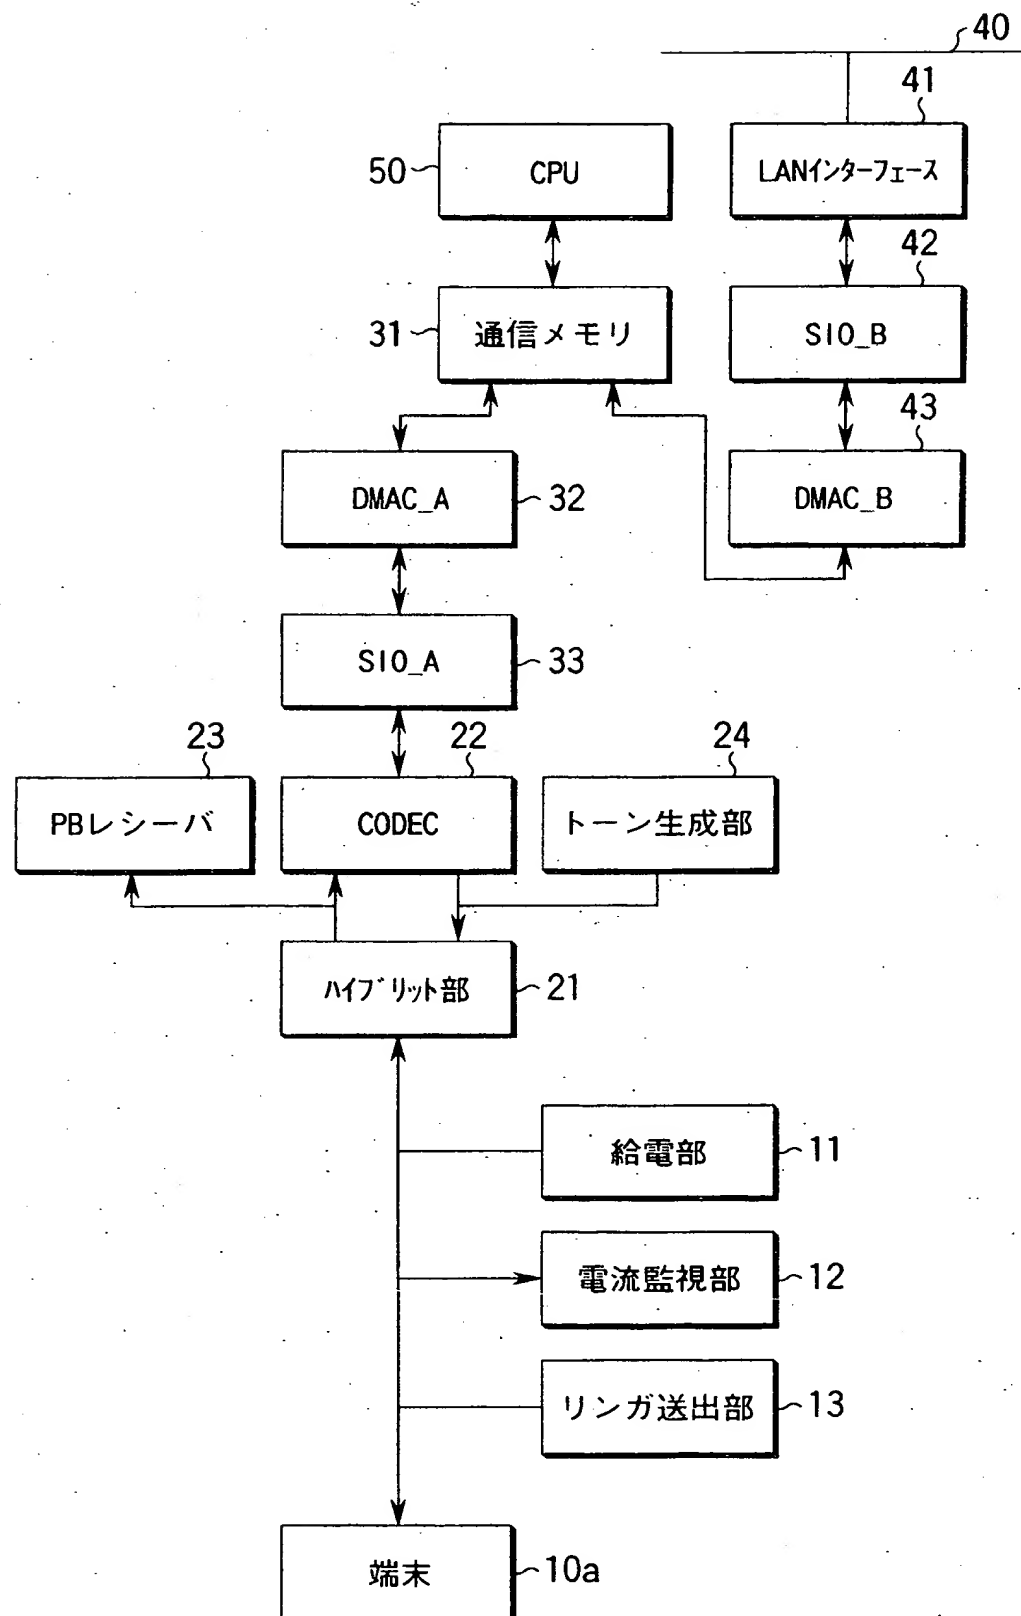 40
41
50 CPU LANインターフェース
42
31 通信メモリ SIO_B
43
DMAC_A 32 DMAC_B
SIO_A 33
23 22 24
PBレシーバ CODEC トーン生成部
ハイブリット部 21
給電部 11
電流監視部 12
リンガ送出部 13
端末 10a